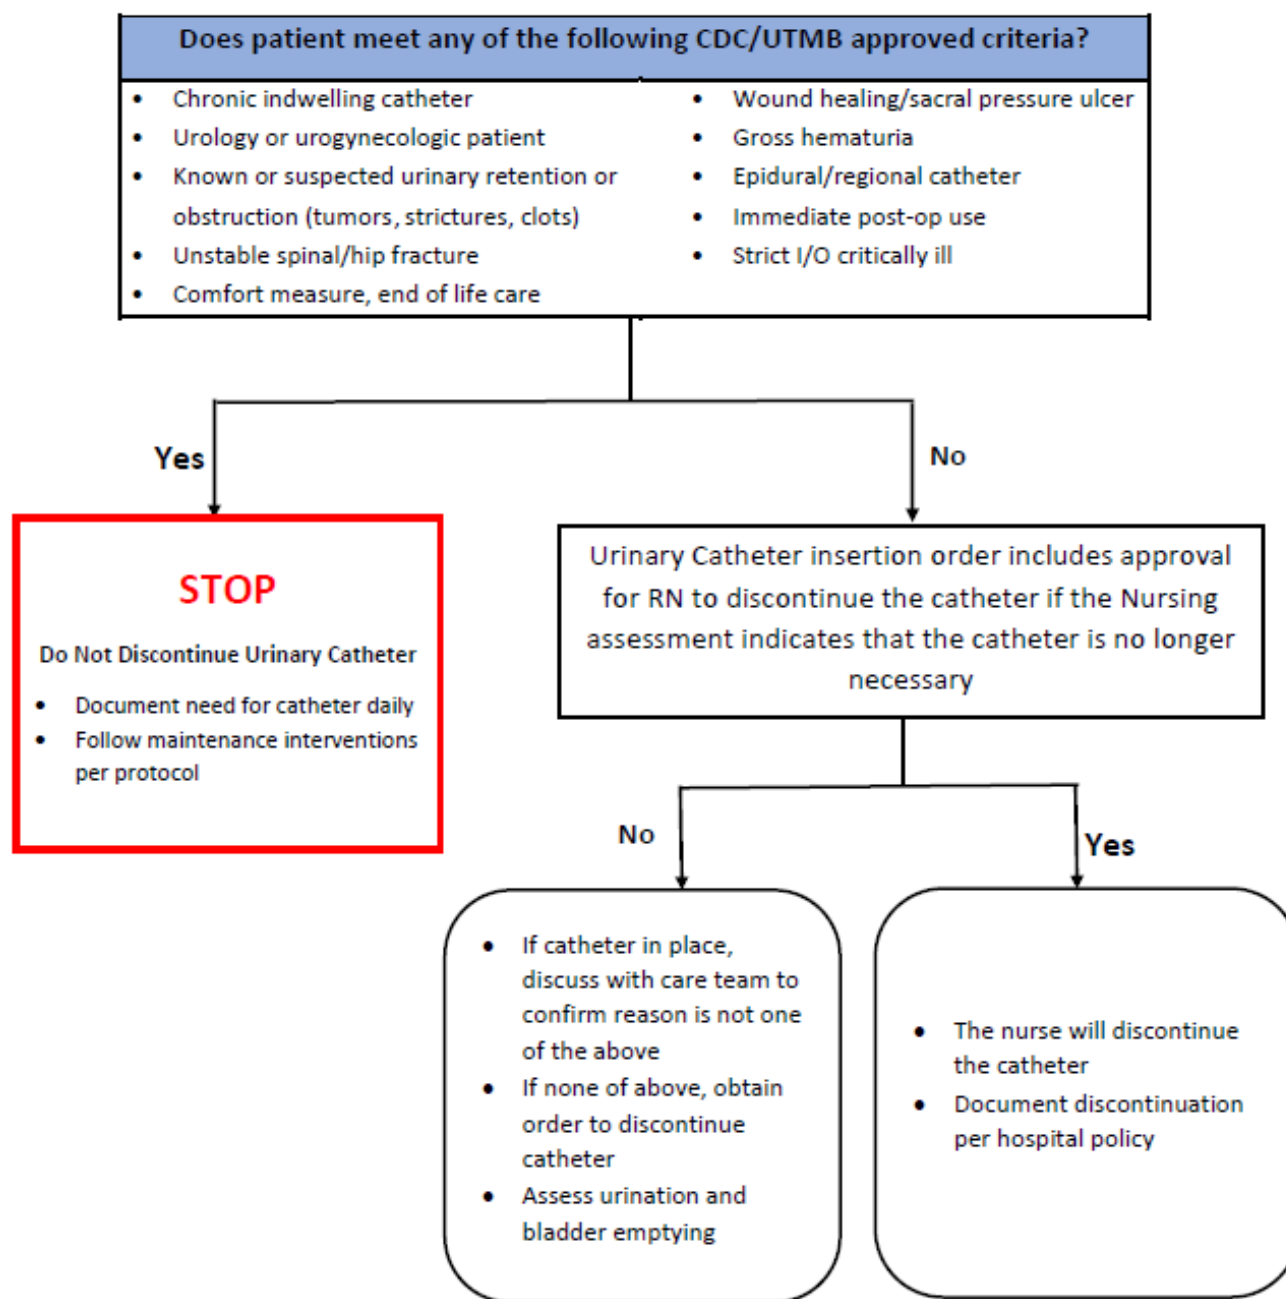 Does patient meet any of the following CDC/UTMB approved criteria?
• Chronic indwelling catheter
• Urology or urogynecologic patient
• Known or suspected urinary retention or
obstruction (tumors, strictures, clots)
• Unstable spinal/hip fracture
• Comfort measure, end of life care
• Wound healing/sacral pressure ulcer
• Gross hematuria
• Epidural/regional catheter
• Immediate post-op use
• Strict I/O critically ill
Yes
No
STOP
Do Not Discontinue Urinary Catheter
• Document need for catheter daily
• Follow maintenance interventions
per protocol
Urinary Catheter insertion order includes approval
for RN to discontinue the catheter if the Nursing
assessment indicates that the catheter is no longer
necessary
No
Yes
• If catheter in place,
discuss with care team to
confirm reason is not one
of the above
• If none of above, obtain
order to discontinue
catheter
• Assess urination and
bladder emptying
• The nurse will discontinue
the catheter
• Document discontinuation
per hospital policy